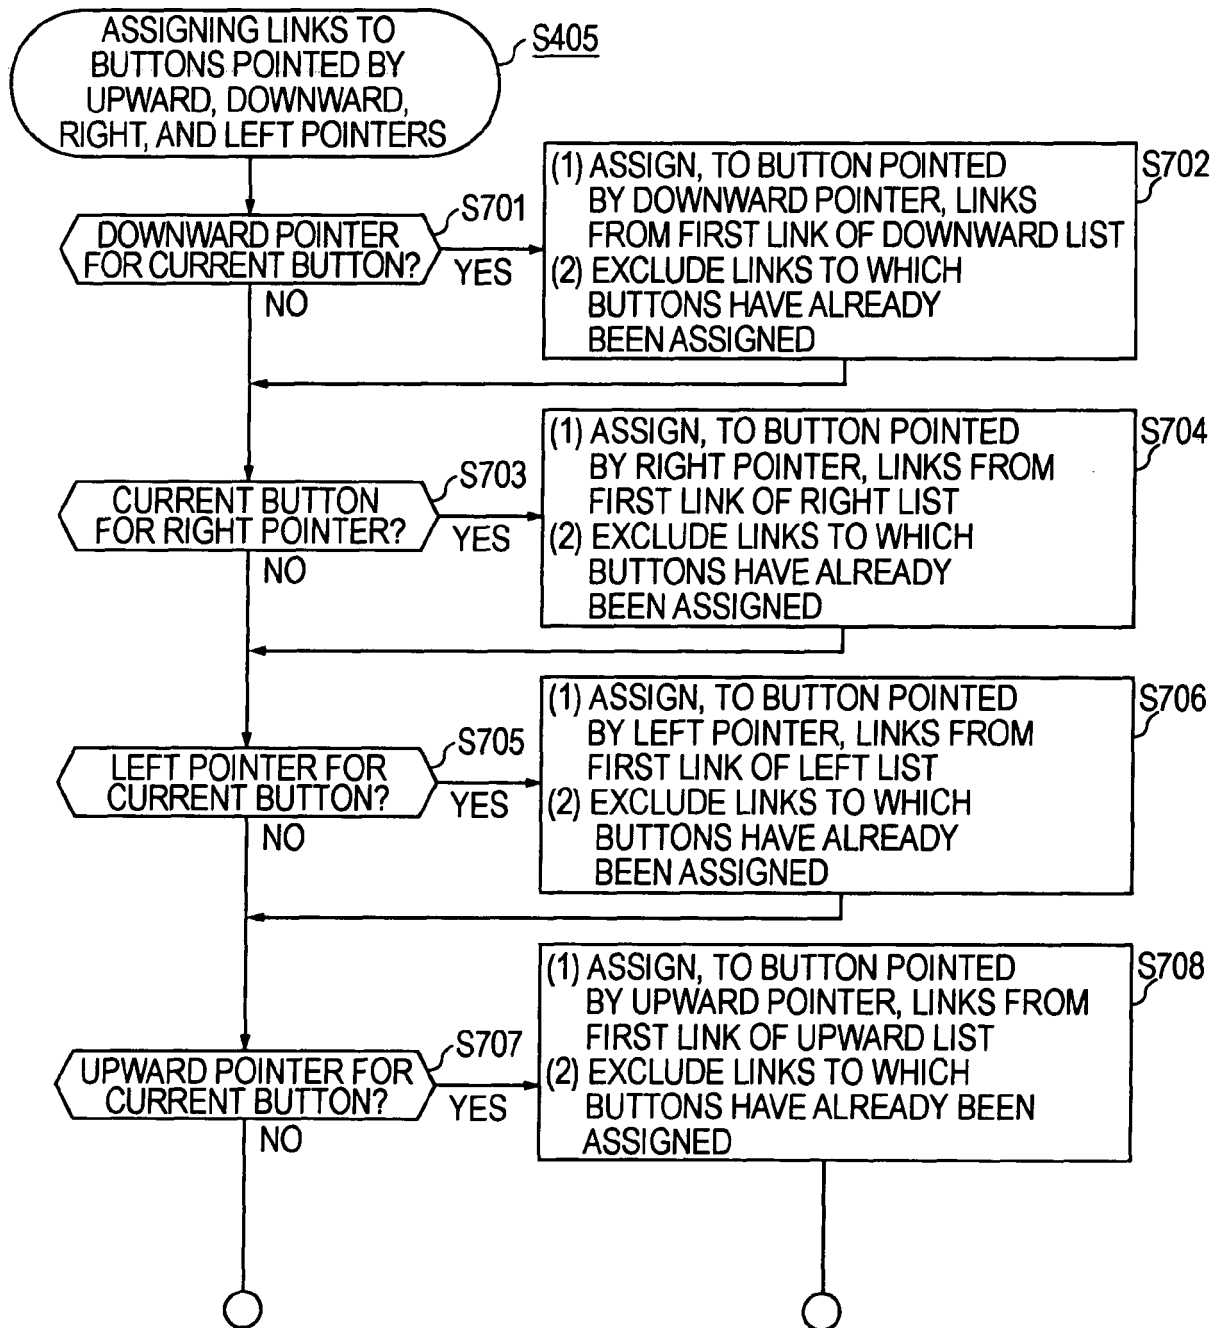 ASSIGNING LINKS TO
BUTTONS POINTED BY
UPWARD, DOWNWARD,
RIGHT, AND LEFT POINTERS
S405
DOWNWARD POINTER
FOR CURRENT BUTTON?
S701
YES
NO
(1) ASSIGN, TO BUTTON POINTED
BY DOWNWARD POINTER, LINKS
FROM FIRST LINK OF DOWNWARD LIST
(2) EXCLUDE LINKS TO WHICH
BUTTONS HAVE ALREADY
BEEN ASSIGNED
S702
CURRENT BUTTON
FOR RIGHT POINTER?
S703
YES
NO
(1) ASSIGN, TO BUTTON POINTED
BY RIGHT POINTER, LINKS FROM
FIRST LINK OF RIGHT LIST
(2) EXCLUDE LINKS TO WHICH
BUTTONS HAVE ALREADY
BEEN ASSIGNED
S704
LEFT POINTER FOR
CURRENT BUTTON?
S705
YES
NO
(1) ASSIGN, TO BUTTON POINTED
BY LEFT POINTER, LINKS FROM
FIRST LINK OF LEFT LIST
(2) EXCLUDE LINKS TO WHICH
BUTTONS HAVE ALREADY
BEEN ASSIGNED
S706
UPWARD POINTER FOR
CURRENT BUTTON?
S707
YES
NO
(1) ASSIGN, TO BUTTON POINTED
BY UPWARD POINTER, LINKS FROM
FIRST LINK OF UPWARD LIST
(2) EXCLUDE LINKS TO WHICH
BUTTONS HAVE ALREADY BEEN
ASSIGNED
S708